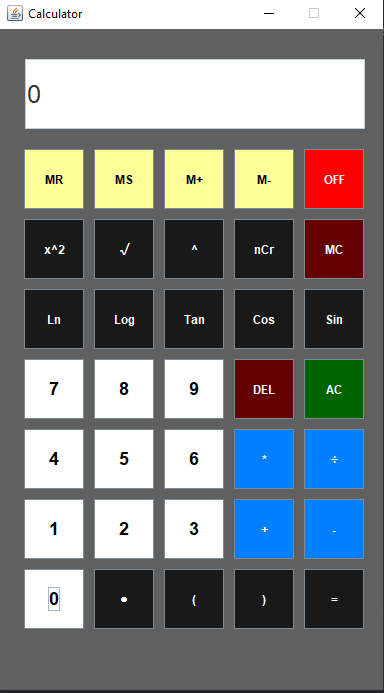 Calculator
0
MR MS M+ M- OFF
x^2 √ ^ nCr MC
Ln Log Tan Cos Sin
7 8 9 DEL AC
4 5 6 * ÷
1 2 3 + -
0 • ( ) =